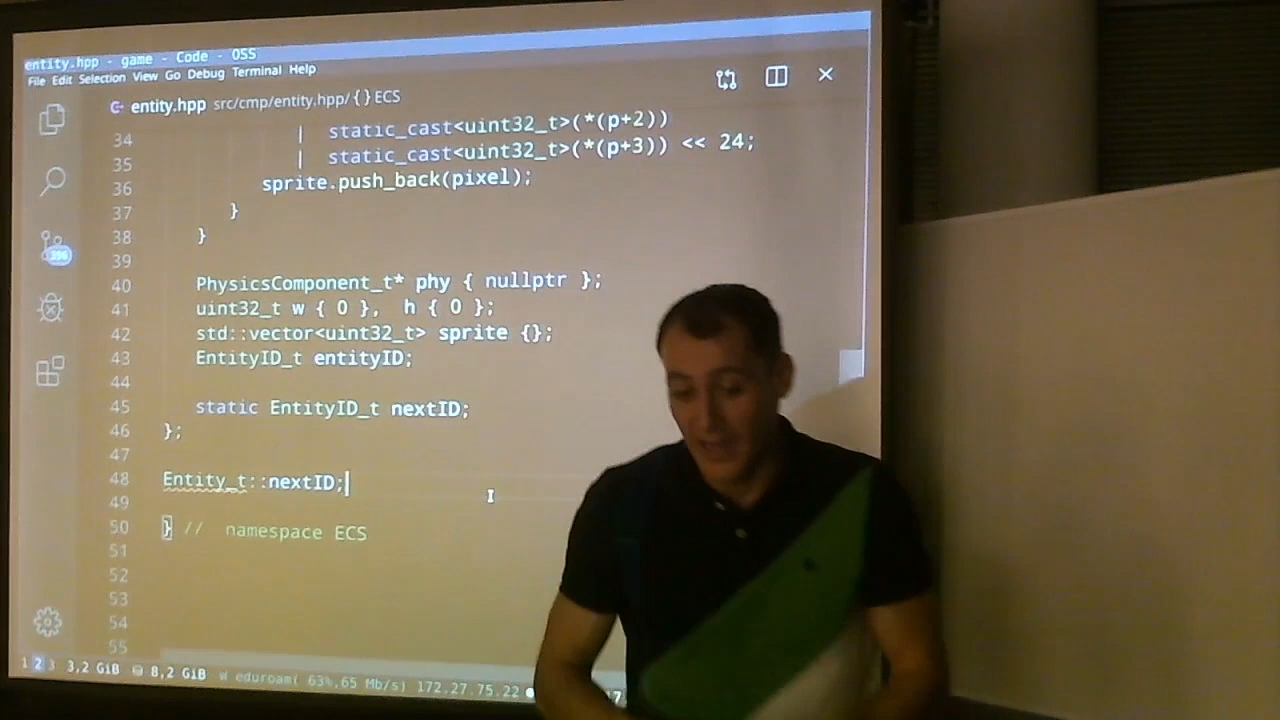 entity.hpp - game - Code - OSS
File Edit Selection View Go Debug Terminal Help
entity.hpp src/cmp/entity.hpp/{}ECS
34 | static_cast<uint32_t>(*(p+2))
35 | static_cast<uint32_t>(*(p+3)) << 24;
36 sprite.push_back(pixel);
37 }
38 }
39
40 PhysicsComponent_t* phy { nullptr };
41 uint32_t w { 0 }, h { 0 };
42 std::vector<uint32_t> sprite {};
43 EntityID_t entityID;
44
45 static EntityID_t nextID;
46 };
47
48 Entity_t::nextID;
49
50 } // namespace ECS
51
52
53
54
55
396
1 2 3 3,2 GiB 8,2 GiB W eduroam( 63%,65 Mb/s) 172.27.75.22